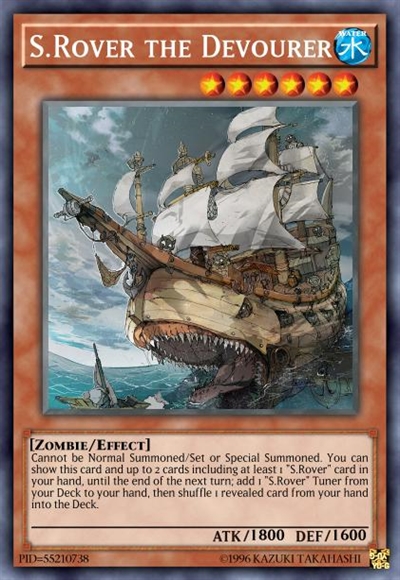 S.Rover the Devourer
WATER
水
[Zombie/Effect]
Cannot be Normal Summoned/Set or Special Summoned. You can
show this card and up to 2 cards including at least 1 "S.Rover" card in
your hand, until the end of the next turn; add 1 "S.Rover" Tuner from
your Deck to your hand, then shuffle 1 revealed card from your hand
into the Deck.
ATK/1800 DEF/1600
PID=55210738 ©1996 KAZUKI TAKAHASHI